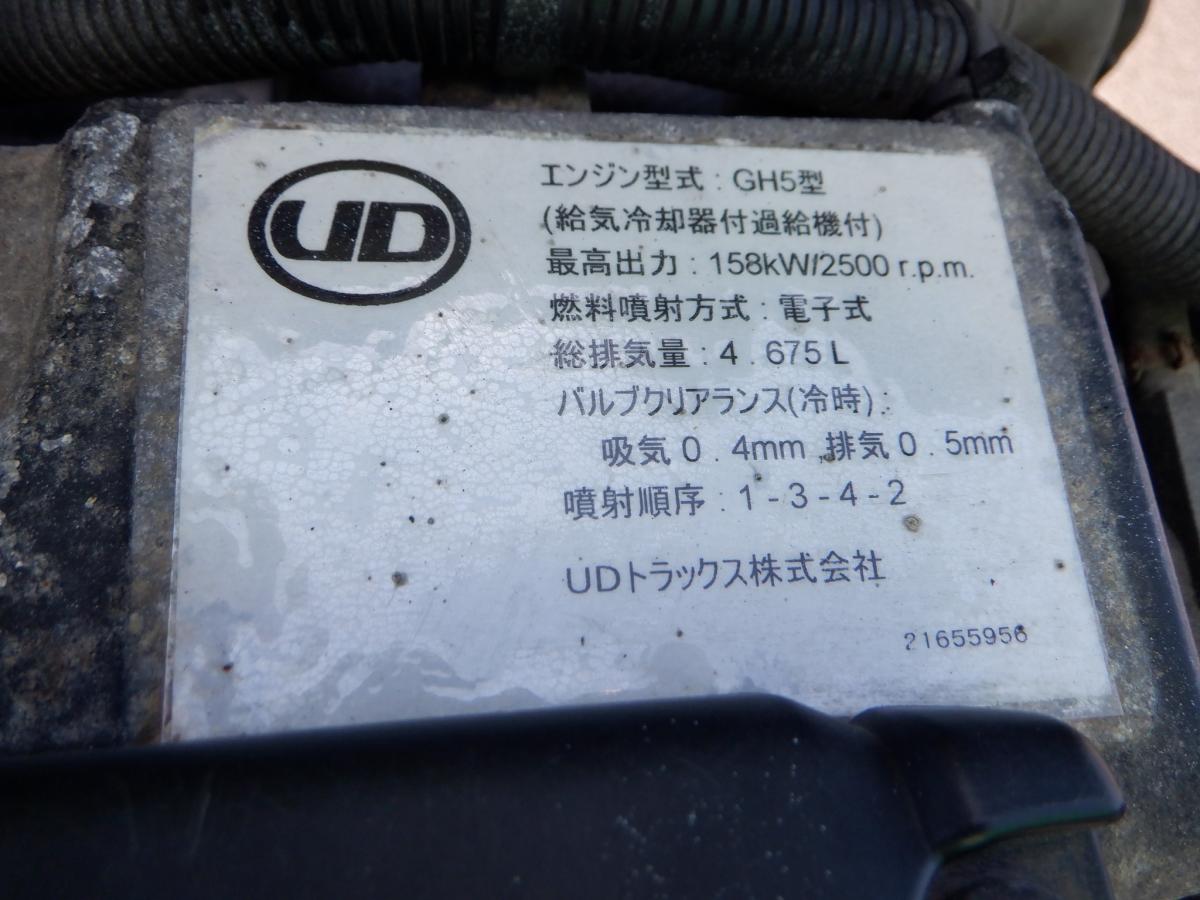 UD
エンジン型式 : GH5型
(給気冷却器付過給機付)
最高出力 : 158kW/2500 r.p.m.
燃料噴射方式 : 電子式
総排気量 : 4 . 675 L
バルブクリアランス(冷時) :
吸気 0 . 4mm 排気 0 . 5mm
噴射順序 : 1 - 3 - 4 - 2
UDトラックス株式会社
21655956